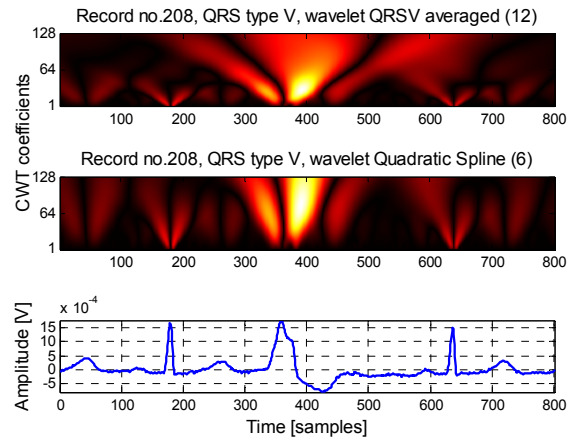 Record no.208, QRS type V, wavelet QRSV averaged (12)
128
64
1
100 200 300 400 500 600 700 800
CWT coefficients
Record no.208, QRS type V, wavelet Quadratic Spline (6)
128
64
1
100 200 300 400 500 600 700 800
x 10-4
15
10
5
0
-5
Amplitude [V]
0 100 200 300 400 500 600 700 800
Time [samples]